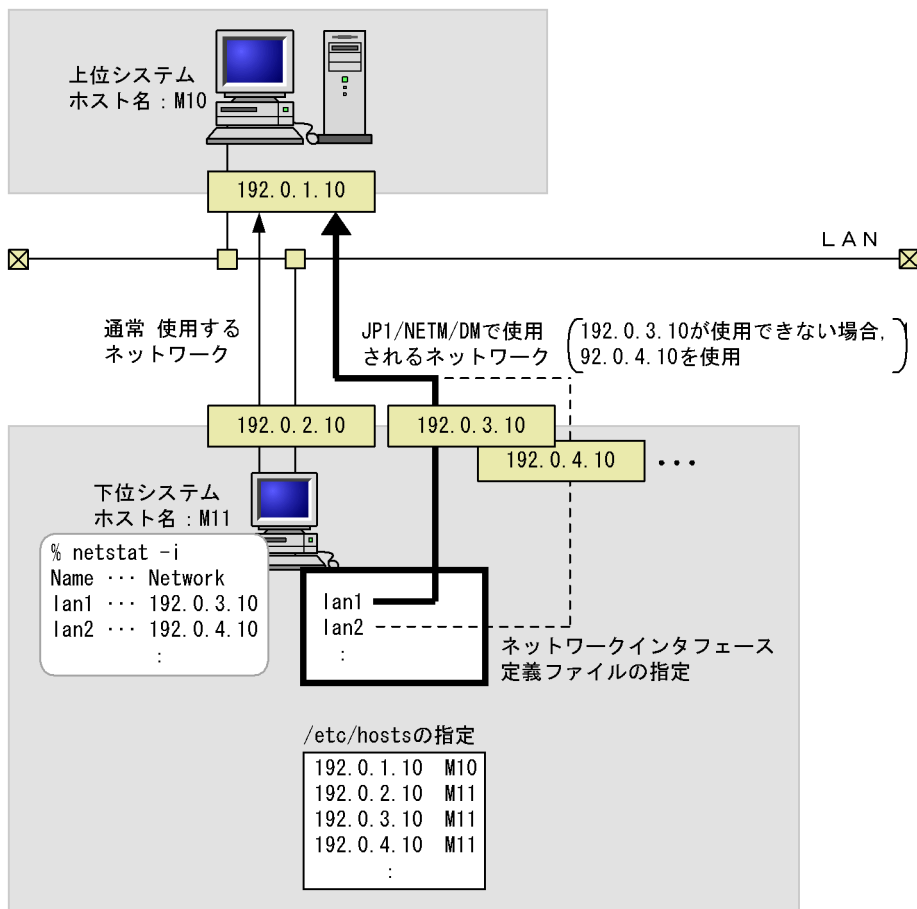 上位システム
ホスト名:M10
192.0.1.10
LAN
通常 使用する
ネットワーク
JP1/NETM/DMで使用
されるネットワーク
192.0.3.10が使用できない場合,
92.0.4.10を使用
192.0.2.10
192.0.3.10
192.0.4.10
・・・
下位システム
ホスト名:M11
% netstat -i
Name ・・・ Network
lan1 ・・・ 192.0.3.10
lan2 ・・・ 192.0.4.10
:
lan1
lan2
:
ネットワークインタフェース
定義ファイルの指定
/etc/hostsの指定
192.0.1.10 M10
192.0.2.10 M11
192.0.3.10 M11
192.0.4.10 M11
: